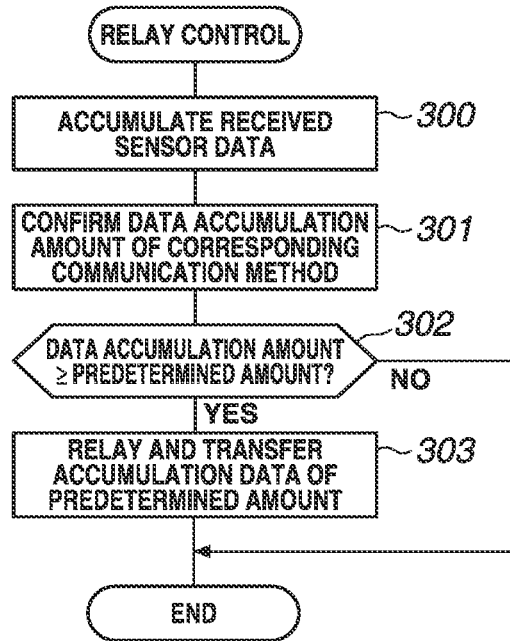 RELAY CONTROL
ACCUMULATE RECEIVED
SENSOR DATA
300
CONFIRM DATA ACCUMULATION
AMOUNT OF CORRESPONDING
COMMUNICATION METHOD
301
302
DATA ACCUMULATION AMOUNT
≥ PREDETERMINED AMOUNT?
NO
YES
RELAY AND TRANSFER
ACCUMULATION DATA OF
PREDETERMINED AMOUNT
303
END